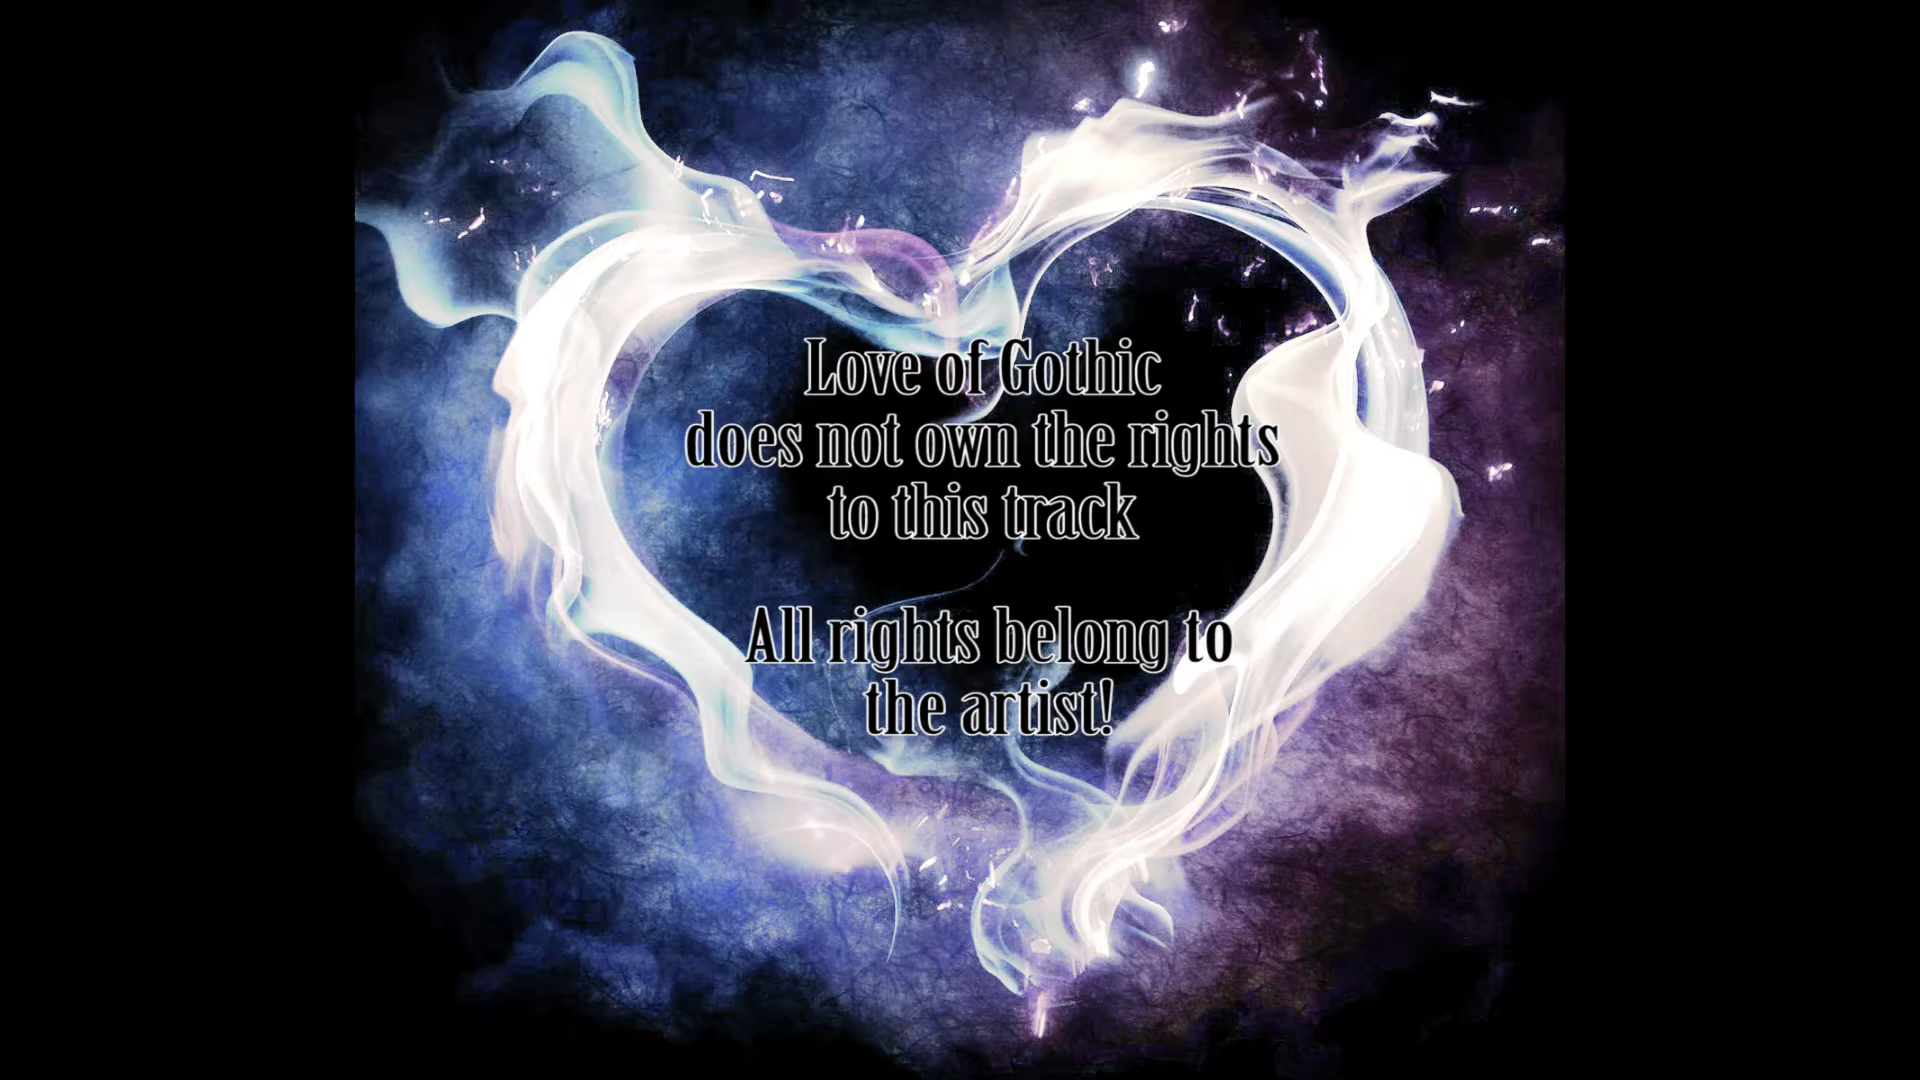 Love of Gothic
does not own the rights
to this track
All rights belong to
the artist!